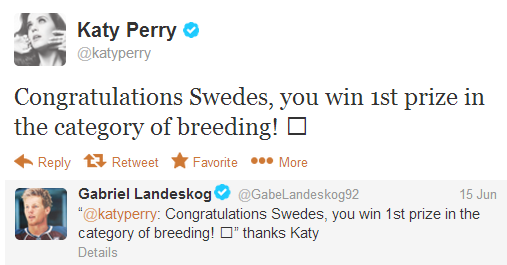 Katy Perry
@katyperry
Congratulations Swedes, you win 1st prize in
the category of breeding! □
Reply Retweet Favorite More
Gabriel Landeskog @GabeLandeskog92 15 Jun
“@katyperry: Congratulations Swedes, you win 1st prize in the
category of breeding! □” thanks Katy
Details